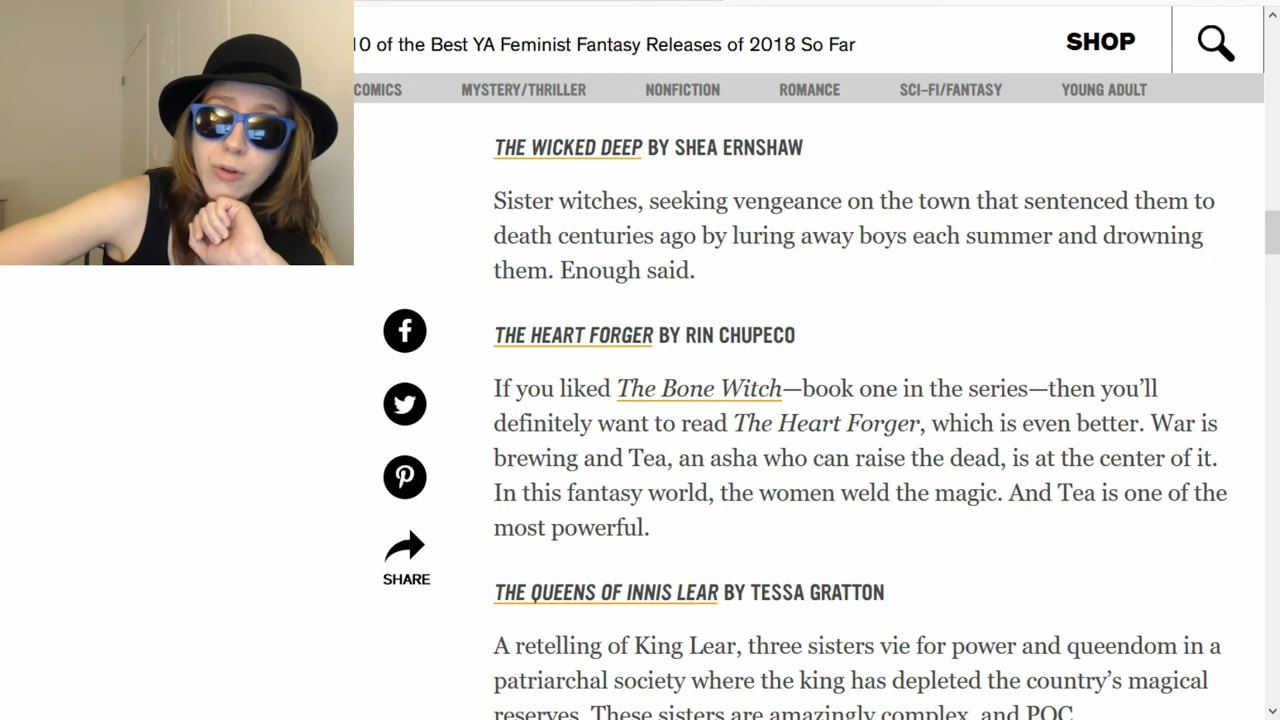 10 of the Best YA Feminist Fantasy Releases of 2018 So Far
SHOP
COMICS MYSTERY/THRILLER NONFICTION ROMANCE SCI-FI/FANTASY YOUNG ADULT
THE WICKED DEEP BY SHEA ERNSHAW
Sister witches, seeking vengeance on the town that sentenced them to
death centuries ago by luring away boys each summer and drowning
them. Enough said.
THE HEART FORGER BY RIN CHUPECO
If you liked The Bone Witch—book one in the series—then you’ll
definitely want to read The Heart Forger, which is even better. War is
brewing and Tea, an asha who can raise the dead, is at the center of it.
In this fantasy world, the women weld the magic. And Tea is one of the
most powerful.
SHARE
THE QUEENS OF INNIS LEAR BY TESSA GRATTON
A retelling of King Lear, three sisters vie for power and queendom in a
patriarchal society where the king has depleted the country’s magical
reserves. These sisters are amazingly complex, and POC